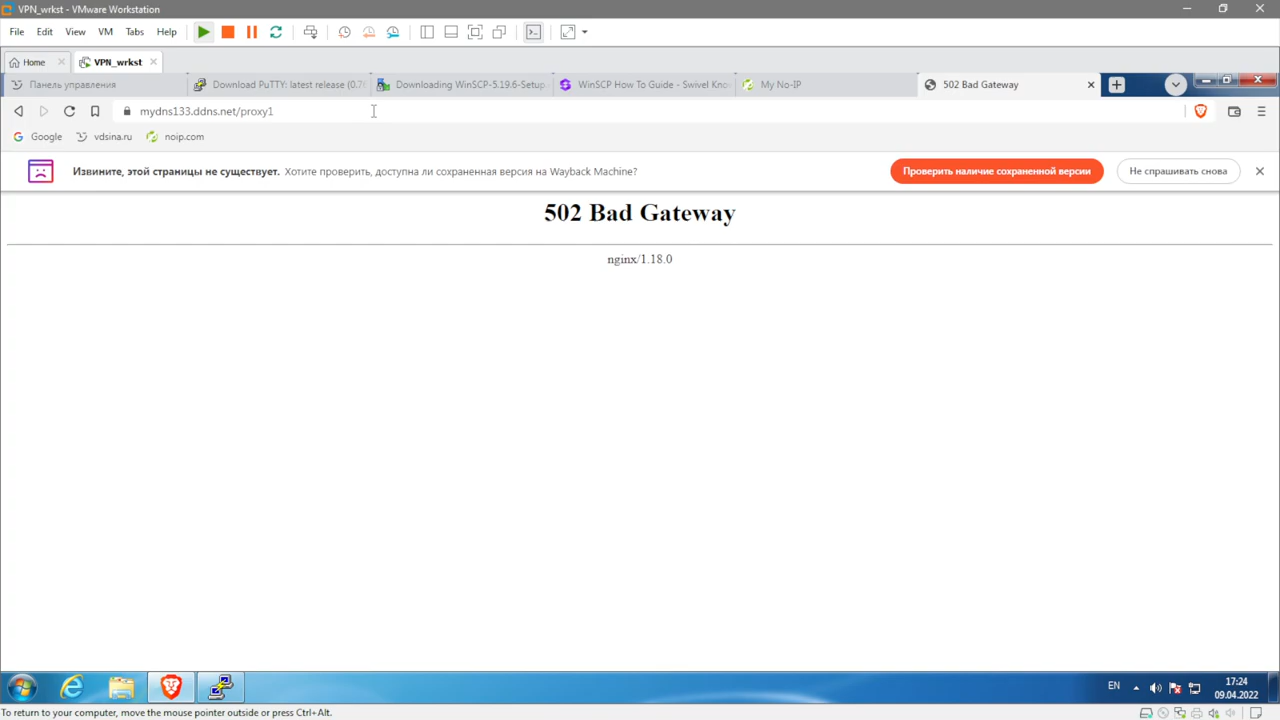 VPN_wrkst - VMware Workstation
File Edit View VM Tabs Help
Home VPN_wrkst
Панель управления Download PuTTY: latest release (0.7 Downloading WinSCP-5.19.6-Setup. WinSCP How To Guide - Swivel Kno My No-IP 502 Bad Gateway
mydns133.ddns.net/proxy1
Google vdsina.ru noip.com
Извините, этой страницы не существует. Хотите проверить, доступна ли сохраненная версия на Wayback Machine? Проверить наличие сохраненной версии Не спрашивать снова
502 Bad Gateway
nginx/1.18.0
EN 17:24
09.04.2022
To return to your computer, move the mouse pointer outside or press Ctrl+Alt.